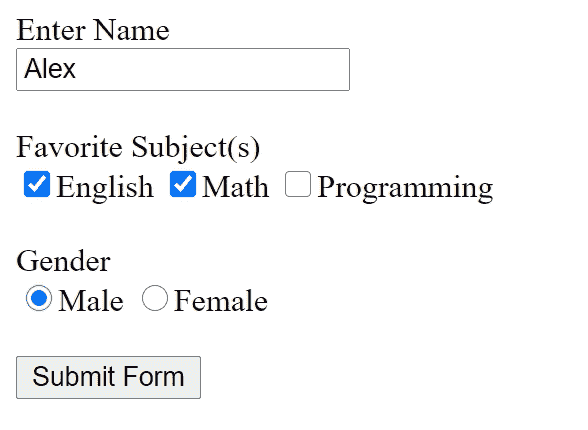 Enter Name
Alex
Favorite Subject(s)
English Math Programming
Gender
Male Female
Submit Form